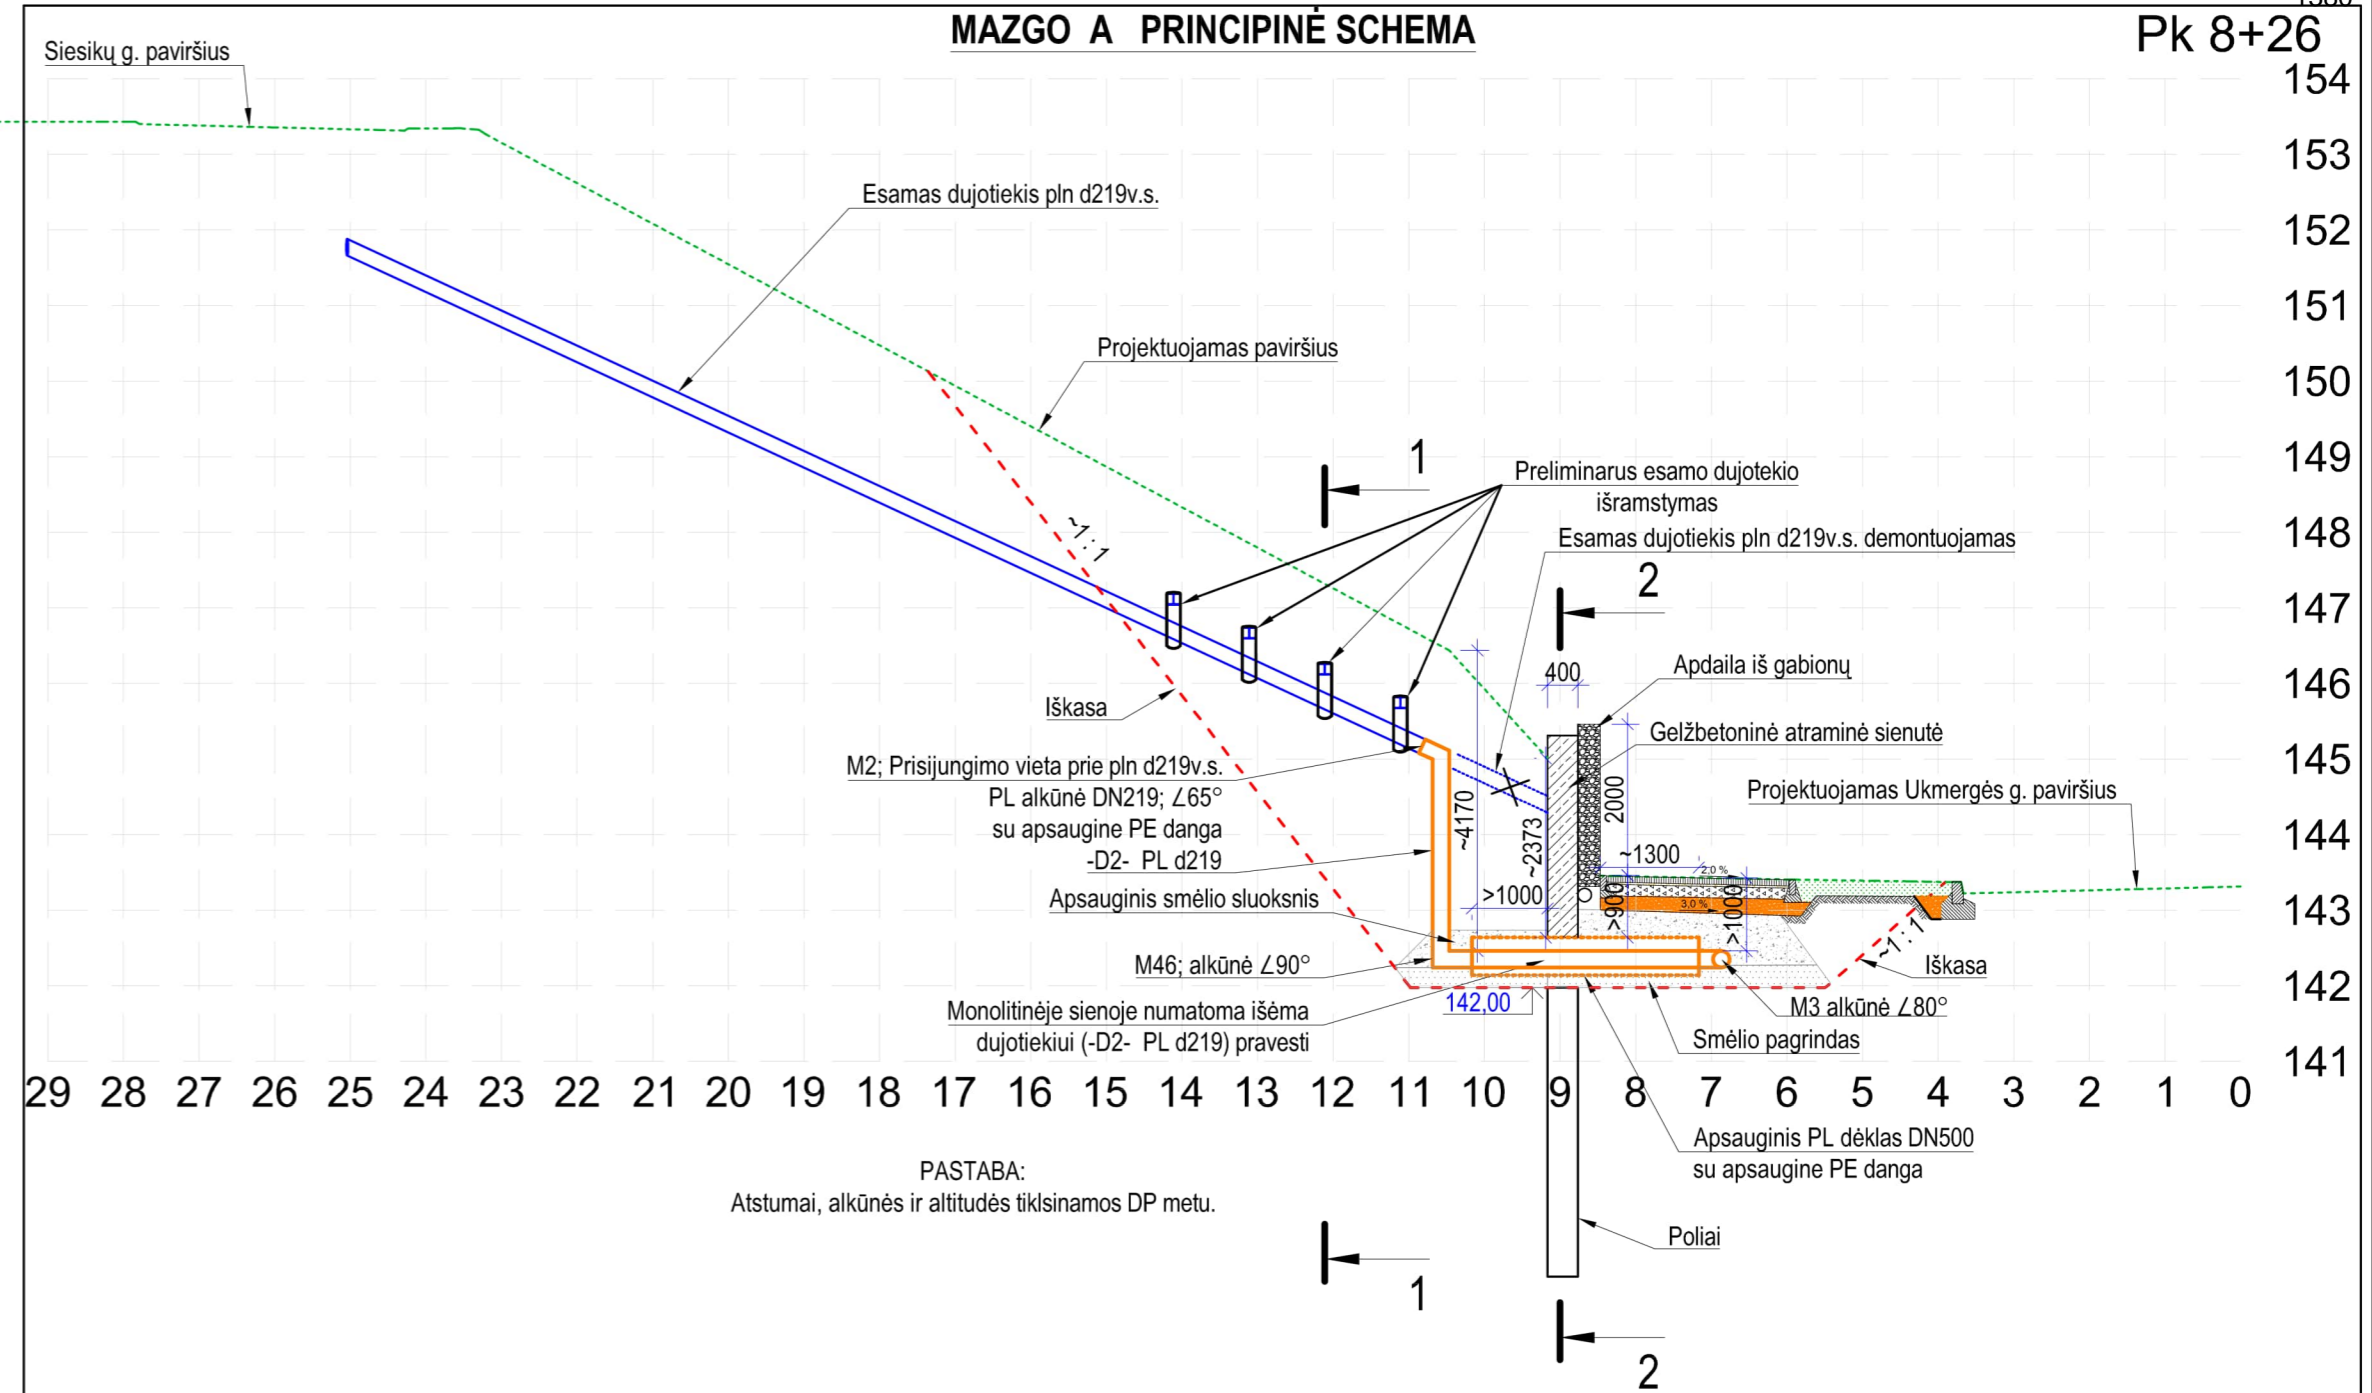 1380
MAZGO A PRINCIPINĖ SCHEMA
Pk 8+26
Siesikų g. paviršius
154
153
152
151
150
149
148
147
146
145
144
143
142
141
Esamas dujotiekis pln d219v.s.
Projektuojamas paviršius
1
Preliminarus esamo dujotekio
išramstymas
~1:1
Esamas dujotiekis pln d219v.s. demontuojamas
2
400
Apdaila iš gabionų
Iškasa
Gelžbetoninė atraminė sienutė
M2; Prisijungimo vieta prie pln d219v.s.
PL alkūnė DN219; ∠65°
su apsaugine PE danga
-D2- PL d219
~4170
~2373
2000
Projektuojamas Ukmergės g. paviršius
~1300
2,0 %
Apsauginis smėlio sluoksnis
>1000
>900
3,0 %
>1000
~1:1
M46; alkūnė ∠90°
Iškasa
142,00
M3 alkūnė ∠80°
Monolitinėje sienoje numatoma išėma
dujotiekiui (-D2- PL d219) pravesti
Smėlio pagrindas
29 28 27 26 25 24 23 22 21 20 19 18 17 16 15 14 13 12 11 10 9 8 7 6 5 4 3 2 1 0
Apsauginis PL dėklas DN500
su apsaugine PE danga
PASTABA:
Atstumai, alkūnės ir altitudės tiklsinamos DP metu.
Poliai
1
2